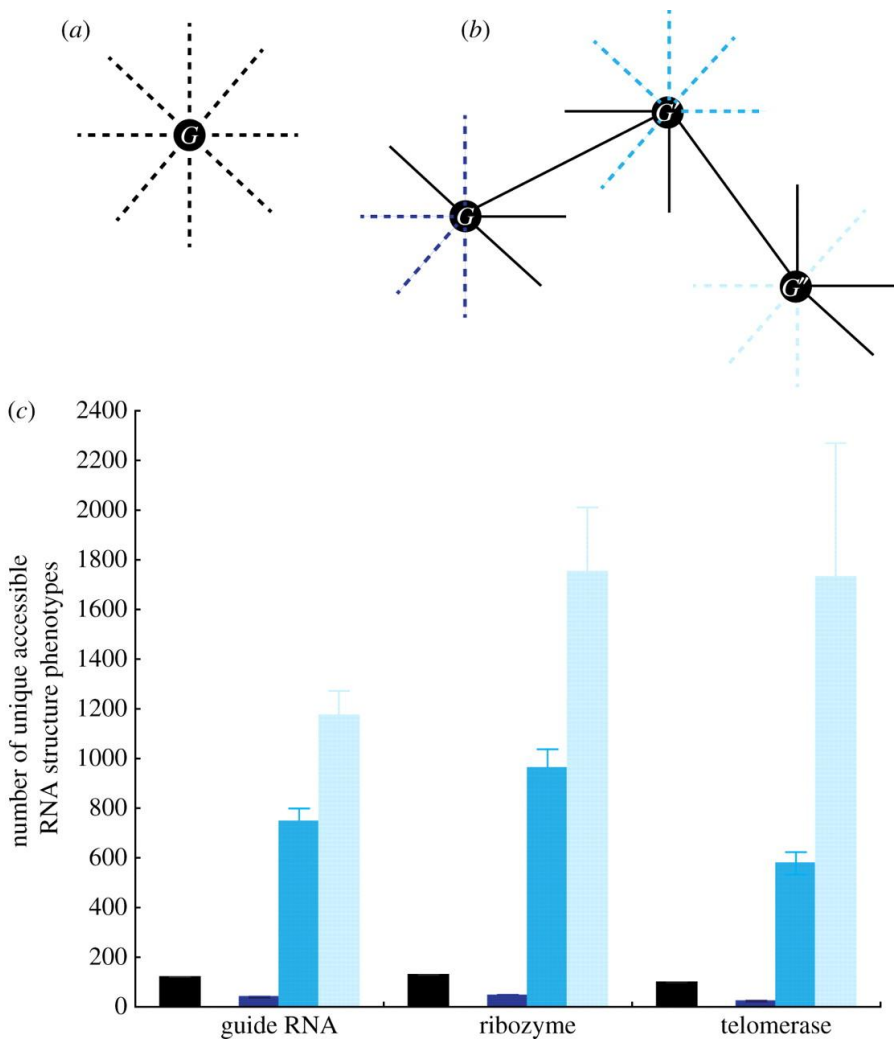 (a)
(b)
G
G′
G
G″
(c)
2400
2200
2000
1800
1600
1400
1200
1000
800
600
400
200
0
number of unique accessible
RNA structure phenotypes
guide RNA
ribozyme
telomerase